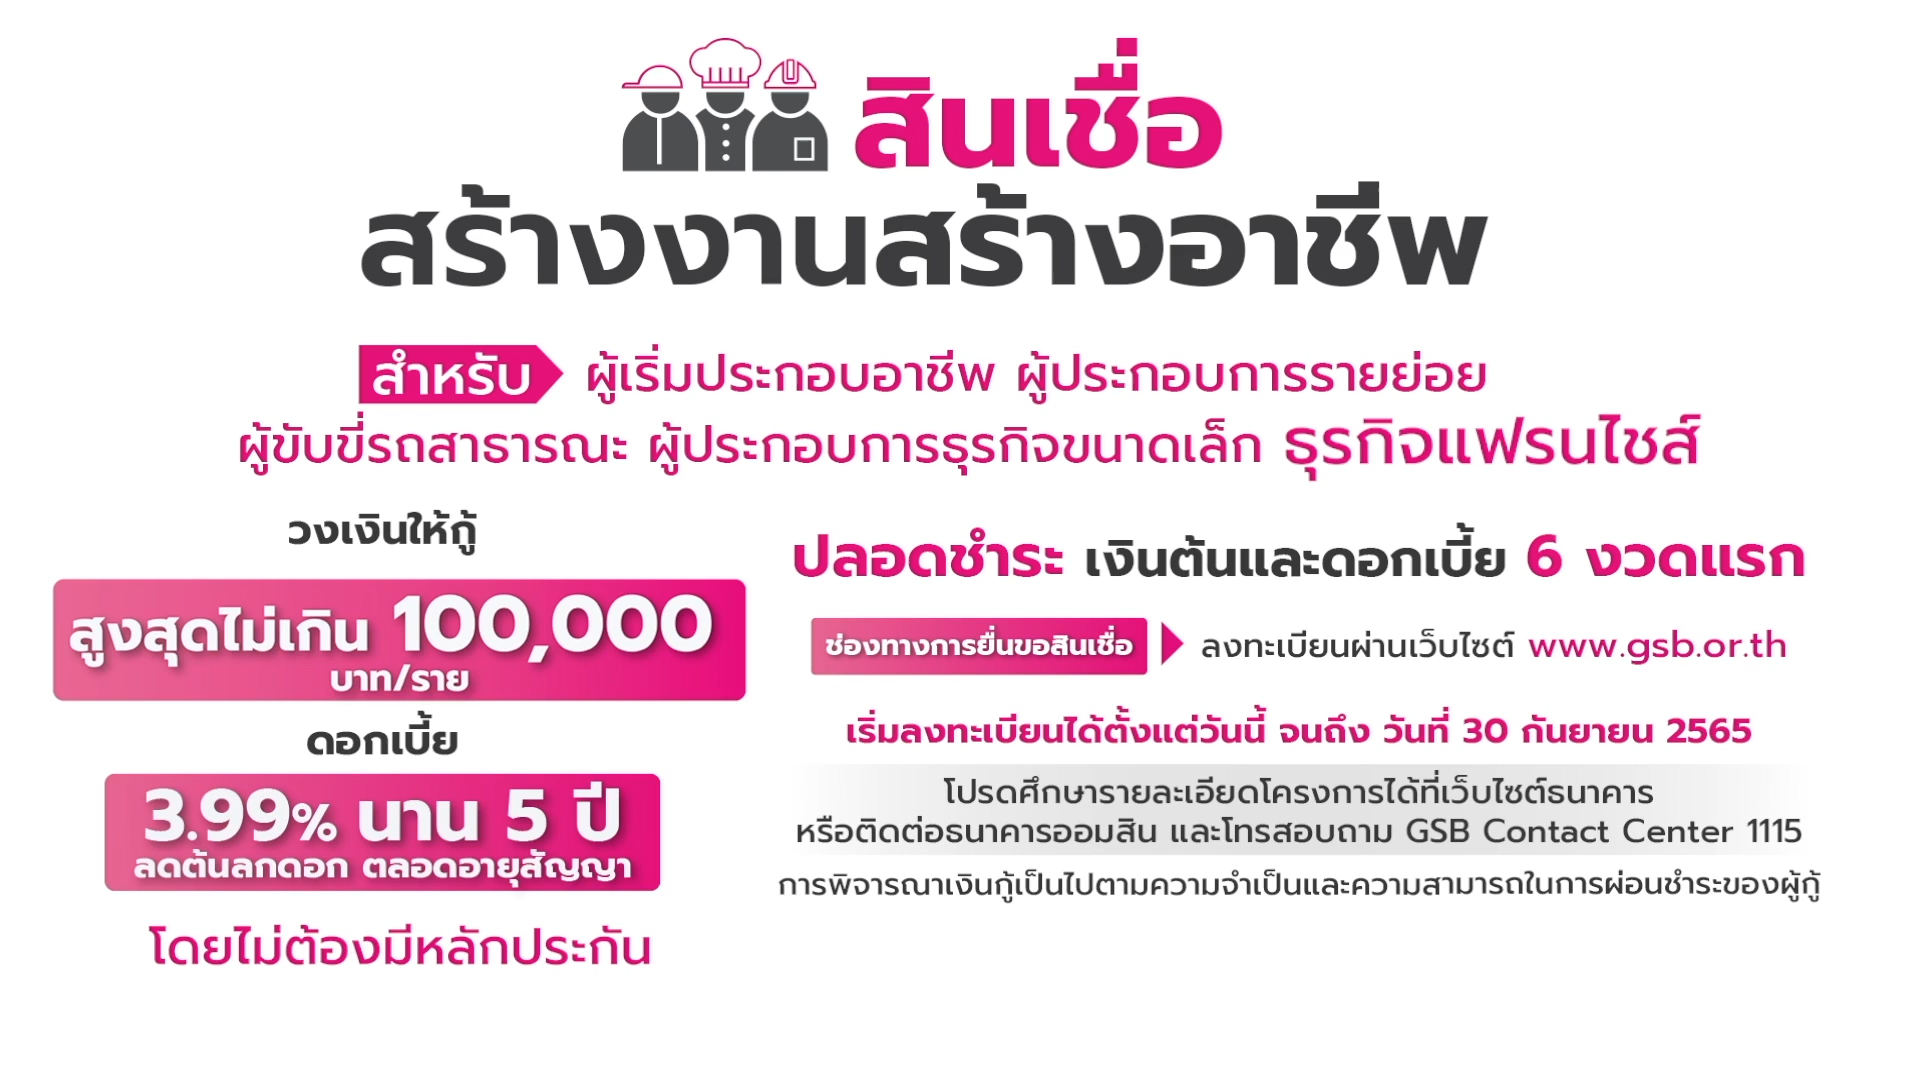 สินเชื่อ
สร้างงานสร้างอาชีพ
สำหรับ ผู้เริ่มประกอบอาชีพ ผู้ประกอบการรายย่อย
ผู้ขับขี่รถสาธารณะ ผู้ประกอบการธุรกิจขนาดเล็ก ธุรกิจแฟรนไชส์
วงเงินให้กู้
สูงสุดไม่เกิน 100,000
บาท/ราย
ดอกเบี้ย
3.99% นาน 5 ปี
ลดต้นลดดอก ตลอดอายุสัญญา
โดยไม่ต้องมีหลักประกัน
ปลอดชำระ เงินต้นและดอกเบี้ย 6 งวดแรก
ช่องทางการยื่นขอสินเชื่อ ลงทะเบียนผ่านเว็บไซต์ www.gsb.or.th
เริ่มลงทะเบียนได้ตั้งแต่วันนี้ จนถึง วันที่ 30 กันยายน 2565
โปรดศึกษารายละเอียดโครงการได้ที่เว็บไซต์ธนาคาร
หรือติดต่อธนาคารออมสิน และโทรสอบถาม GSB Contact Center 1115
การพิจารณาเงินกู้เป็นไปตามความจำเป็นและความสามารถในการผ่อนชำระของผู้กู้